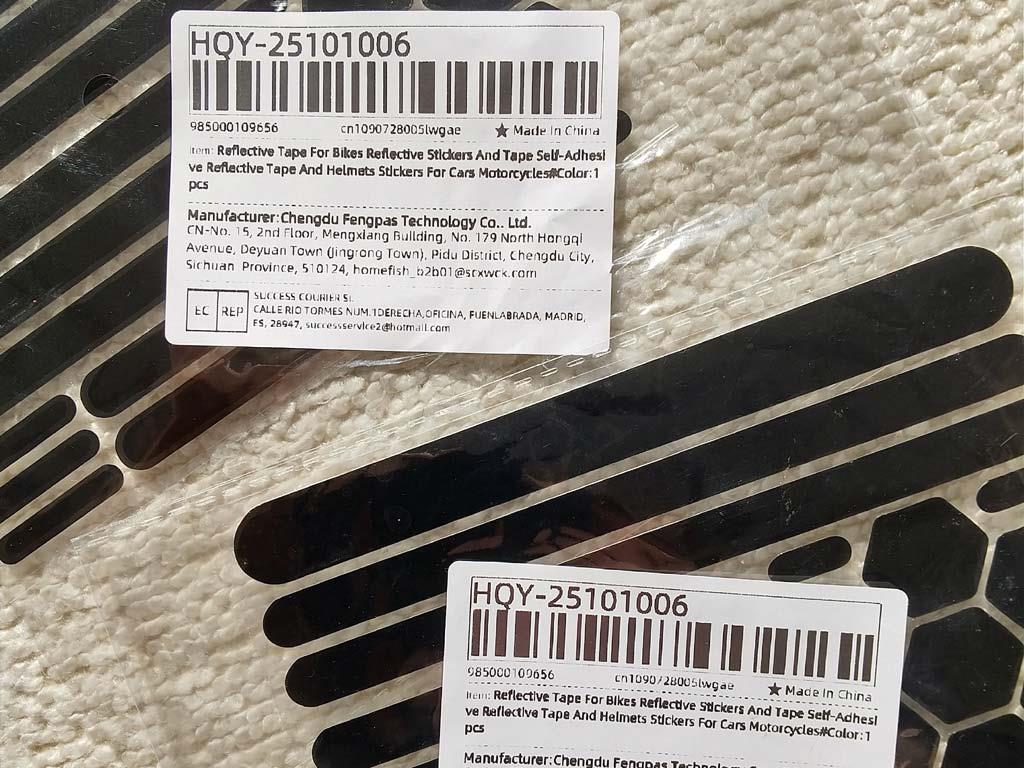 HQY-25101006
985000109656 cn1090728005lwgae ★ Made In China
Item: Reflective Tape For Bikes Reflective Stickers And Tape Self-Adhesi
ve Reflective Tape And Helmets Stickers For Cars Motorcycles#Color:1
pcs
Manufacturer:Chengdu Fengpas Technology Co.. Ltd.
CN-No. 15, 2nd Floor, Mengxiang Building, No. 179 North Hongqi
Avenue, Deyuan Town (Jingrong Town), Pidu District, Chengdu City,
Sichuan Province, 510124, homefish_b2b01@scxwck.com
EC REP
SUCCESS COURIER SL
CALLE RIO TORMES NUM.1DERECHA,OFICINA, FUENLABRADA, MADRID,
ES, 28947, successservice2@hotmail.com
HQY-25101006
985000109656 cn1090728005lwgae ★ Made In China
Item: Reflective Tape For Bikes Reflective Stickers And Tape Self-Adhesi
ve Reflective Tape And Helmets Stickers For Cars Motorcycles#Color:1
pcs
Manufacturer:Chengdu Fengpas Technology